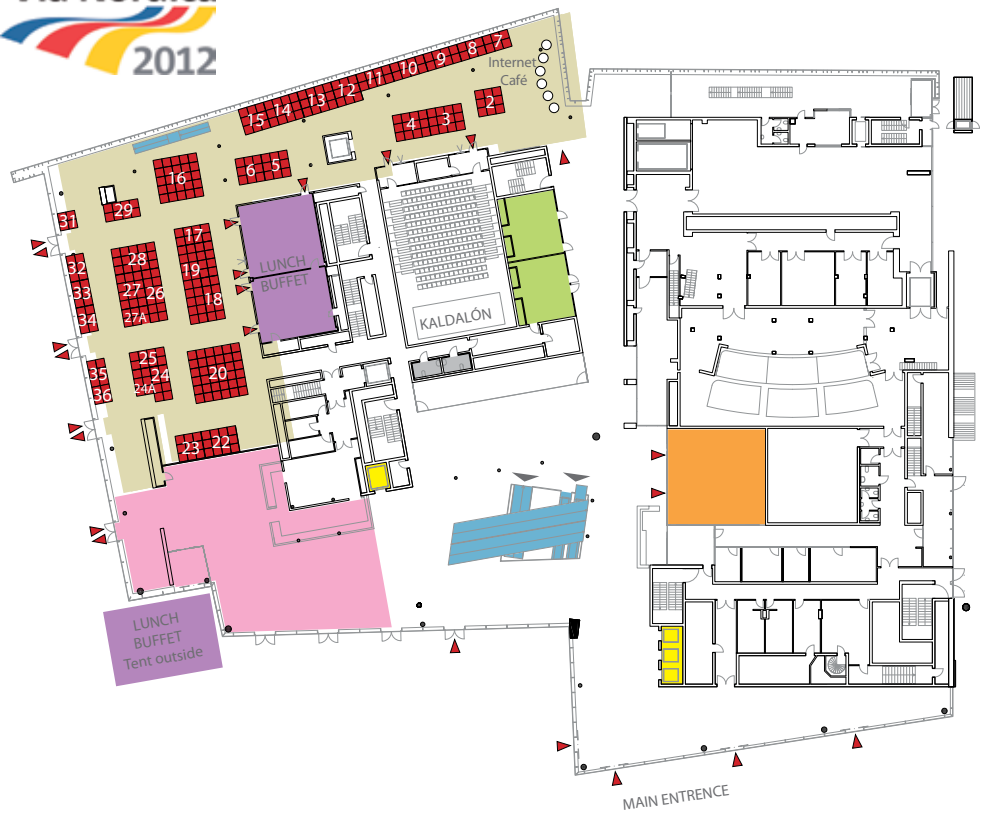 Via Nordica
2012
Internet
Café
7
8
9
10
11
12
13
14
15
2
3
4
5
6
16
29
31
17
28
19
32
27
26
33
18
27A
34
25
35
24
20
24A
36
22
23
LUNCH
BUFFET
KALDALÓN
LUNCH
BUFFET
Tent outside
MAIN ENTRENCE